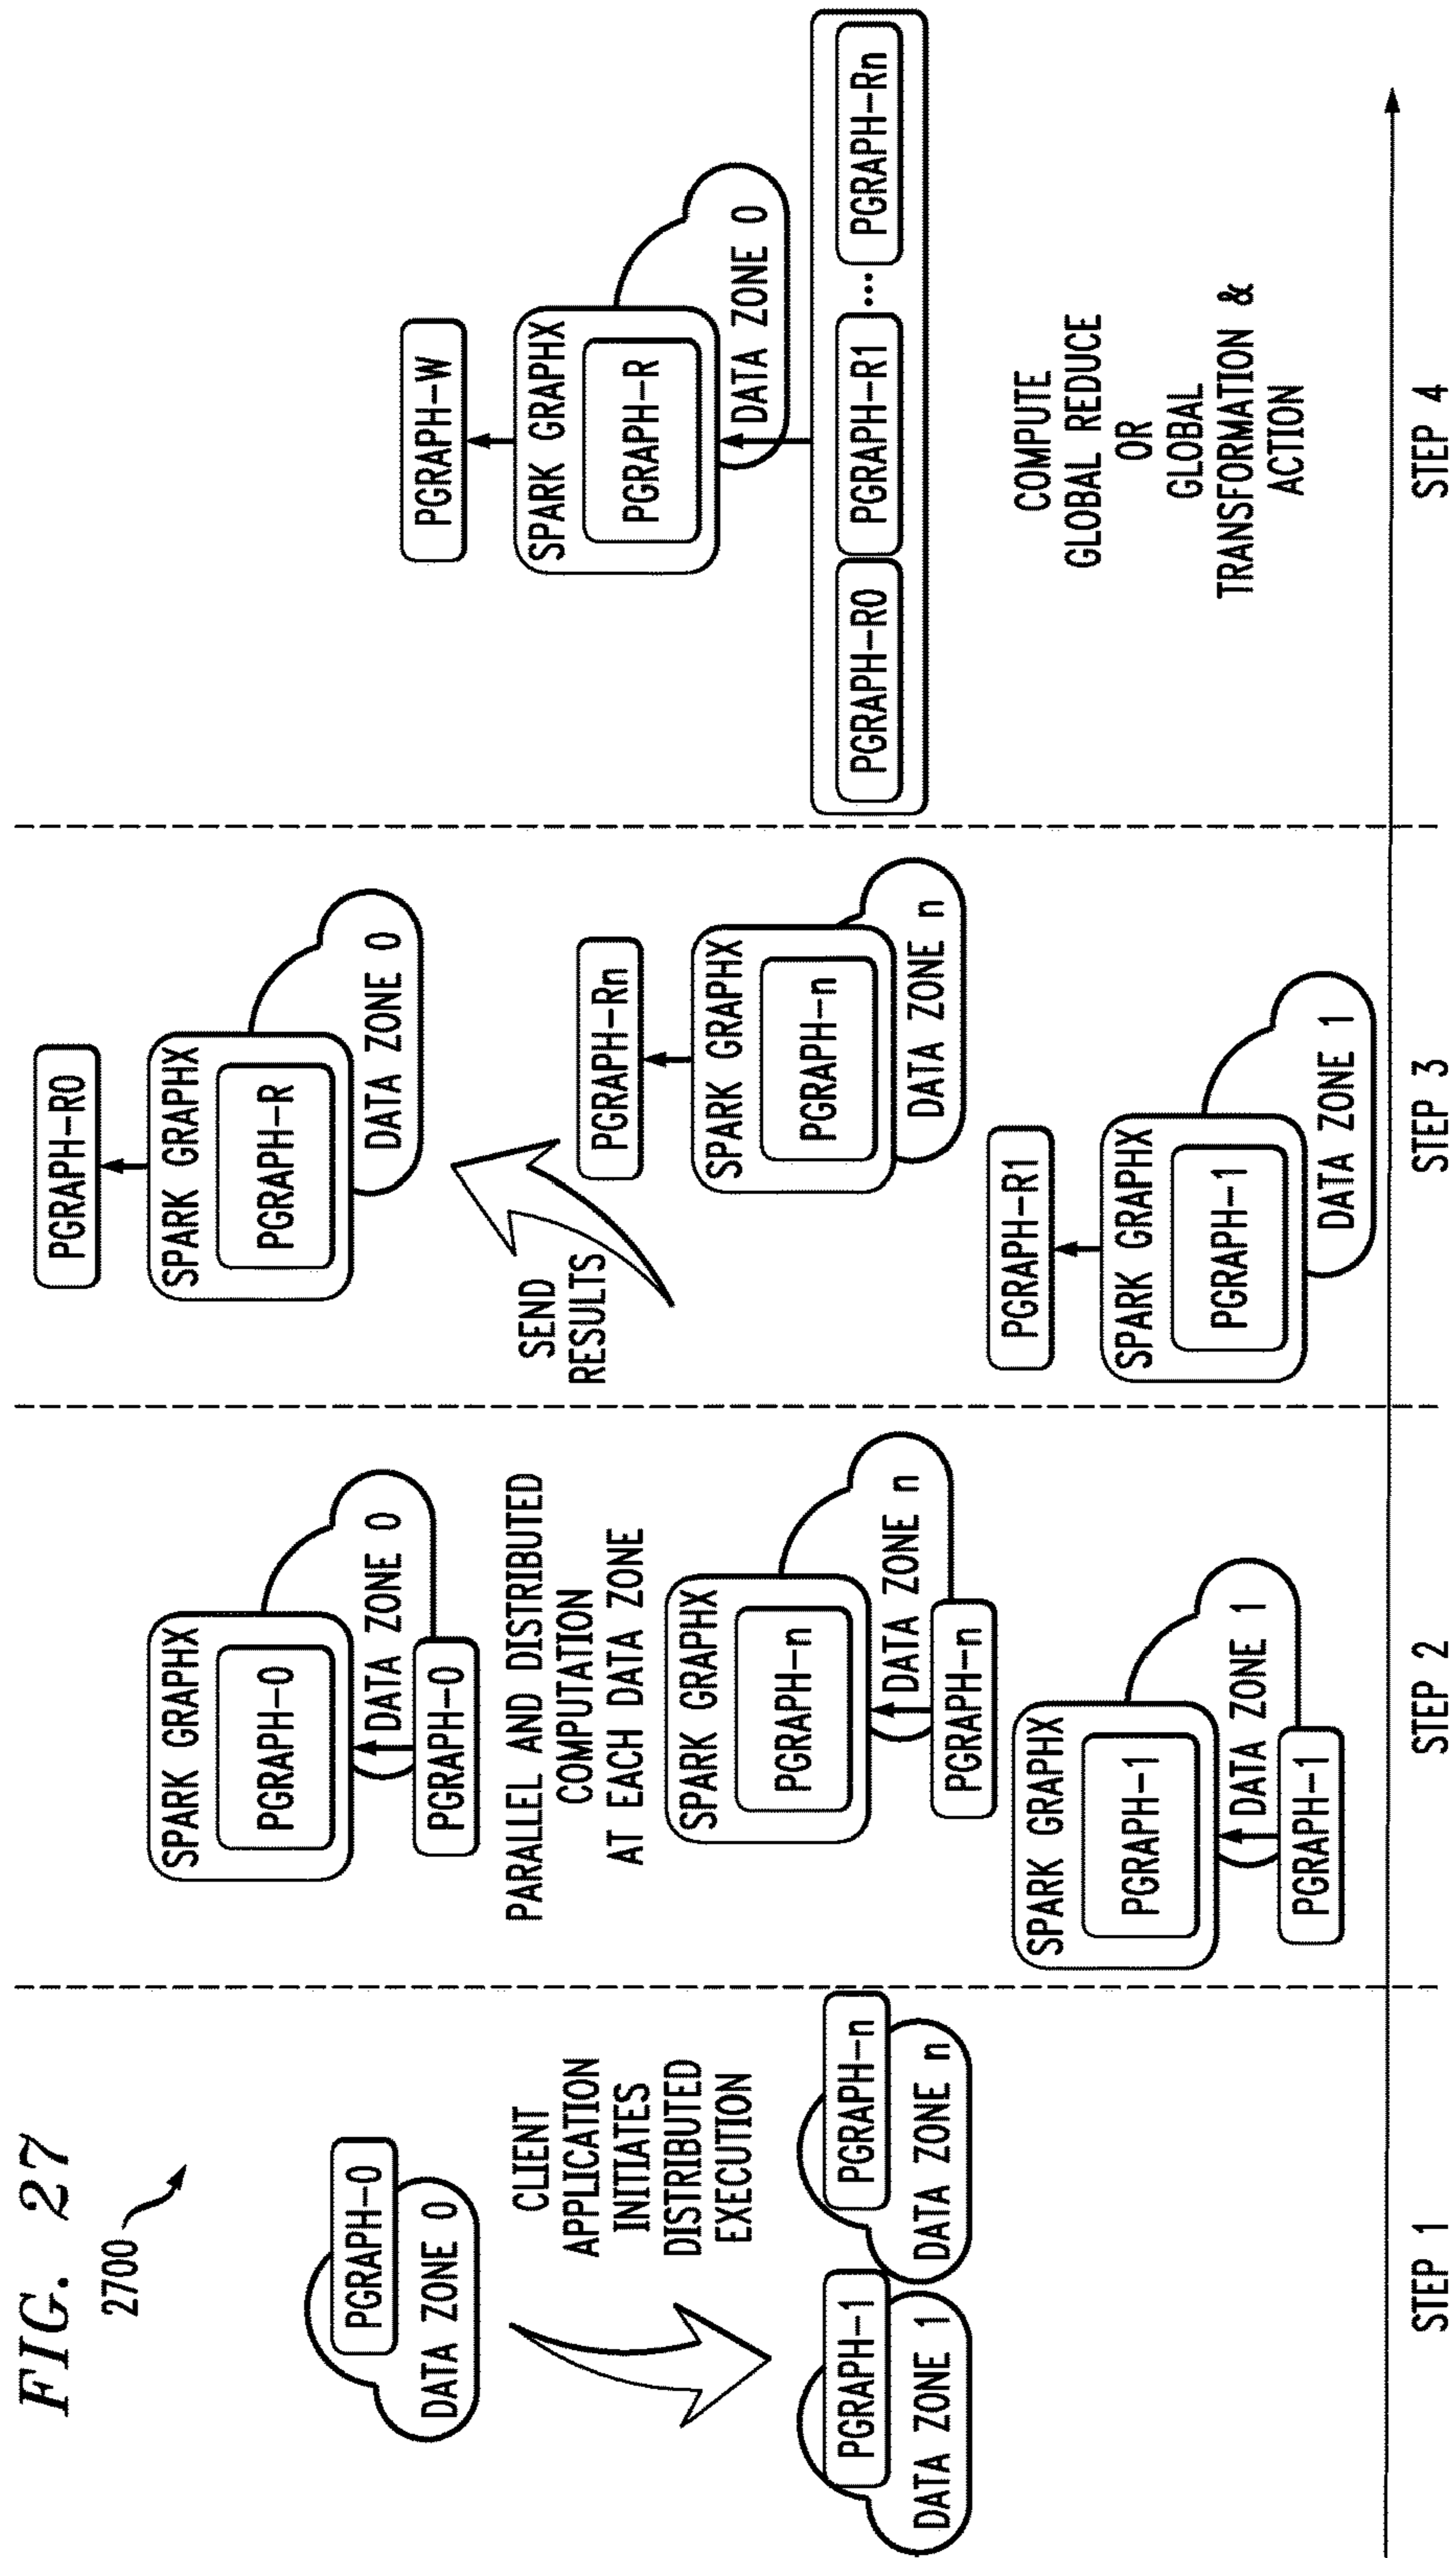 FIG. 27
2700
PGRAPH-0
DATA ZONE 0
CLIENT
APPLICATION
INITIATES
DISTRIBUTED
EXECUTION
PGRAPH-1
DATA ZONE 1
PGRAPH-n
DATA ZONE n
STEP 1
SPARK GRAPHX
PGRAPH-0
DATA ZONE 0
PGRAPH-0
PARALLEL AND DISTRIBUTED
COMPUTATION
AT EACH DATA ZONE
SPARK GRAPHX
PGRAPH-n
DATA ZONE n
PGRAPH-n
SPARK GRAPHX
PGRAPH-1
DATA ZONE 1
PGRAPH-1
STEP 2
PGRAPH-R0
SPARK GRAPHX
PGRAPH-R
DATA ZONE 0
SEND
RESULTS
PGRAPH-Rn
SPARK GRAPHX
PGRAPH-n
DATA ZONE n
PGRAPH-R1
SPARK GRAPHX
PGRAPH-1
DATA ZONE 1
STEP 3
PGRAPH-W
SPARK GRAPHX
PGRAPH-R
DATA ZONE 0
PGRAPH-R0 PGRAPH-R1 ... PGRAPH-Rn
COMPUTE
GLOBAL REDUCE
OR
GLOBAL
TRANSFORMATION &
ACTION
STEP 4